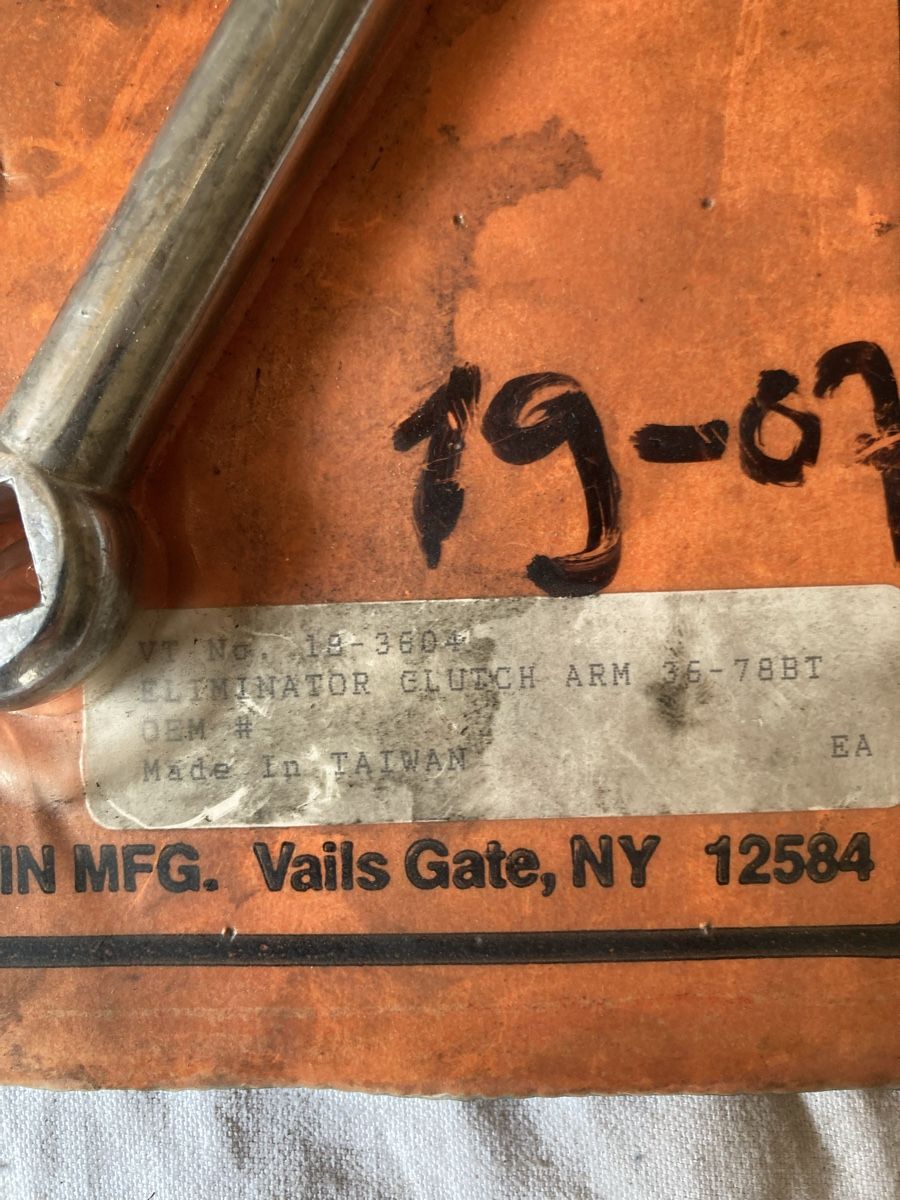 19-07
VT No. 18-3604
ELIMINATOR CLUTCH ARM 36-78BT
OEM #
Made In TAIWAN EA
IN MFG. Vails Gate, NY 12584